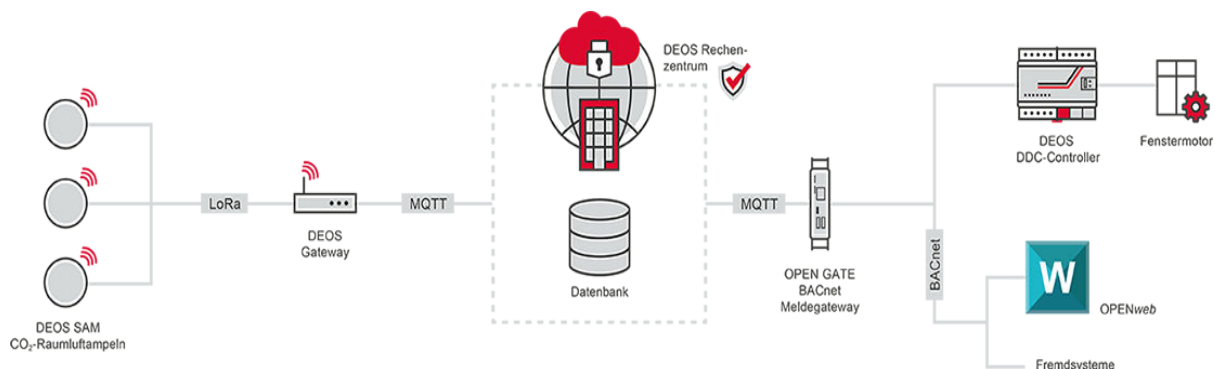 DEOS SAM
CO₂-Raumluftampeln
LoRa
DEOS
Gateway
MQTT
DEOS Rechen-
zentrum
Datenbank
MQTT
OPEN GATE
BACnet
Meldegateway
BACnet
DEOS
DDC-Controller
Fenstermotor
W
OPENweb
Fremdsysteme